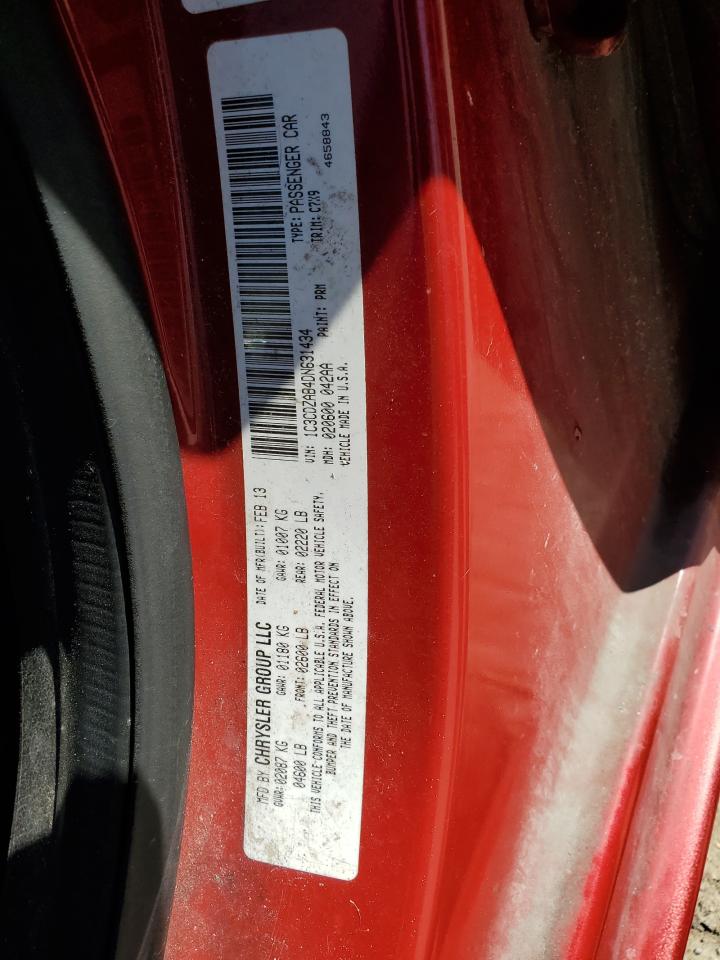 MFD BY CHRYSLER GROUP LLC DATE OF MFR(BUILT): FEB 13
GVWR: 02087 KG GAWR: 01180 KG GAWR: 01007 KG
04600 LB FRONT: 02600 LB REAR: 02220 LB
THIS VEHICLE CONFORMS TO ALL APPLICABLE U.S.A. FEDERAL MOTOR VEHICLE SAFETY,
BUMPER AND THEFT PREVENTION STANDARDS IN EFFECT ON
THE DATE OF MANUFACTURE SHOWN ABOVE.
VIN: 1C3CDZAB4DN631434 TYPE: PASSENGER CAR
MDH: 020600 042AA PAINT: PRM TRIM: C7X9
VEHICLE MADE IN U.S.A. 4658843